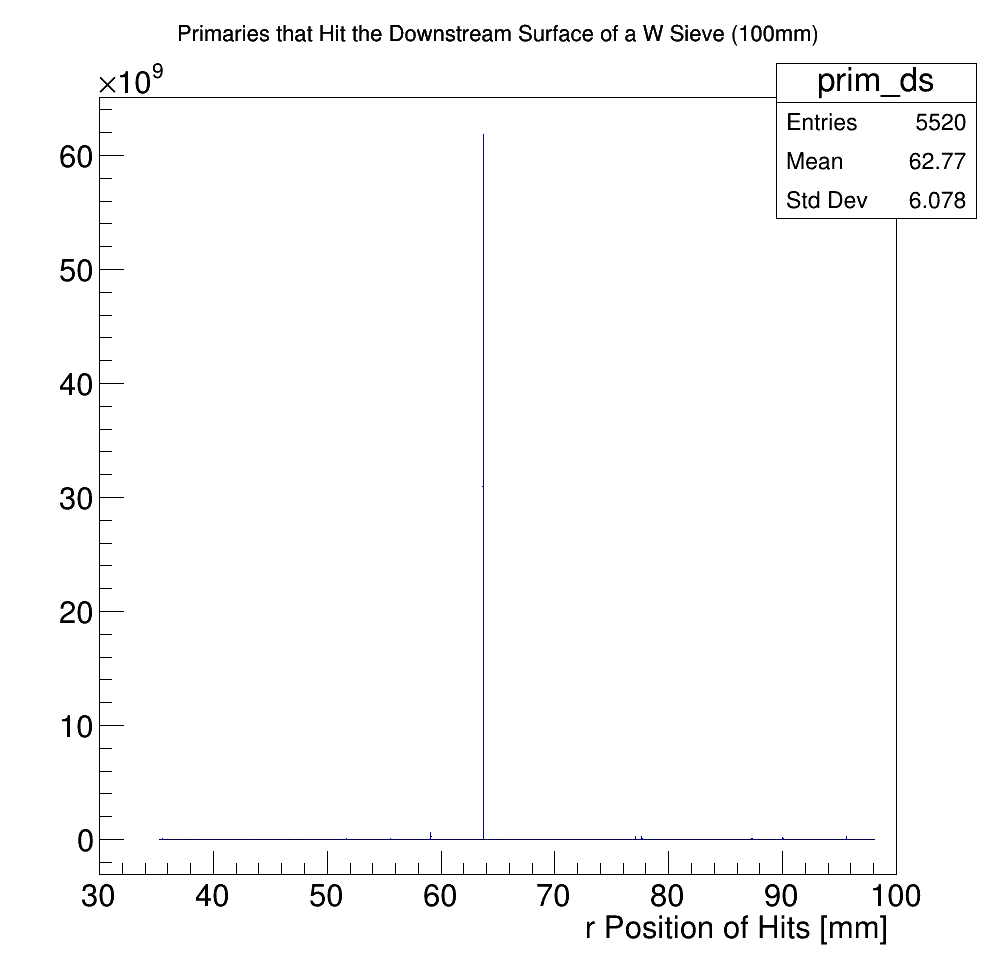 Primaries that Hit the Downstream Surface of a W Sieve (100mm)
×10⁹
prim_ds
Entries 5520
Mean 62.77
Std Dev 6.078
60
50
40
30
20
10
0
30 40 50 60 70 80 90 100
r Position of Hits [mm]